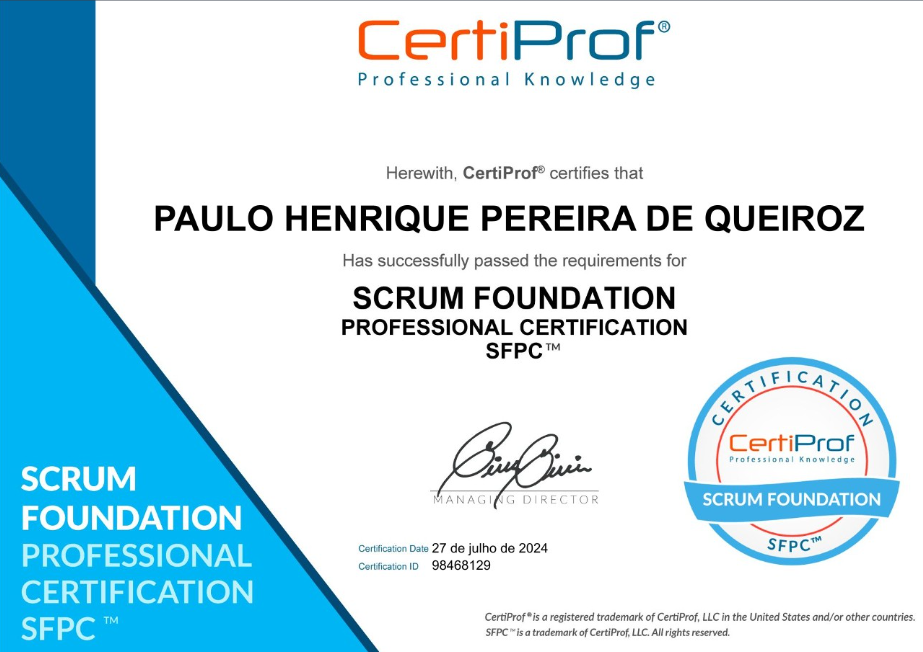 CertiProf®
Professional Knowledge
Herewith, CertiProf® certifies that
PAULO HENRIQUE PEREIRA DE QUEIROZ
Has successfully passed the requirements for
SCRUM FOUNDATION
PROFESSIONAL CERTIFICATION
SFPC™
MANAGING DIRECTOR
Certification Date 27 de julho de 2024
Certification ID 98468129
SCRUM
FOUNDATION
PROFESSIONAL
CERTIFICATION
SFPC ™
CERTIFICATION
CertiProf
Professional Knowledge
SCRUM FOUNDATION
SFPC™
CertiProf® is a registered trademark of CertiProf, LLC in the United States and/or other countries.
SFPC™ is a trademark of CertiProf, LLC. All rights reserved.